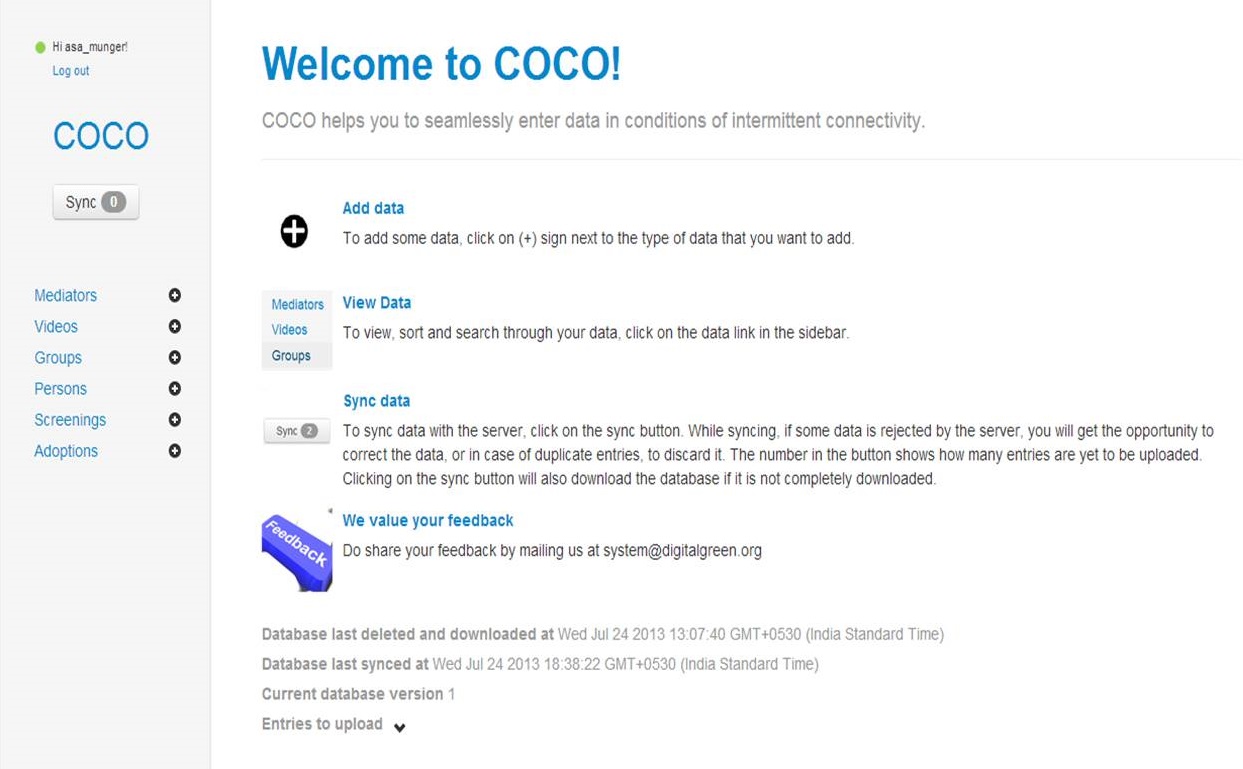 Hi asa_munger!
Log out
COCO
Sync 0
Mediators
Videos
Groups
Persons
Screenings
Adoptions
Welcome to COCO!
COCO helps you to seamlessly enter data in conditions of intermittent connectivity.
Add data
To add some data, click on (+) sign next to the type of data that you want to add.
Mediators
Videos
Groups
View Data
To view, sort and search through your data, click on the data link in the sidebar.
Sync data
Sync 2
To sync data with the server, click on the sync button. While syncing, if some data is rejected by the server, you will get the opportunity to
correct the data, or in case of duplicate entries, to discard it. The number in the button shows how many entries are yet to be uploaded.
Clicking on the sync button will also download the database if it is not completely downloaded.
Feedback
We value your feedback
Do share your feedback by mailing us at system@digitalgreen.org
Database last deleted and downloaded at Wed Jul 24 2013 13:07:40 GMT+0530 (India Standard Time)
Database last synced at Wed Jul 24 2013 18:38:22 GMT+0530 (India Standard Time)
Current database version 1
Entries to upload